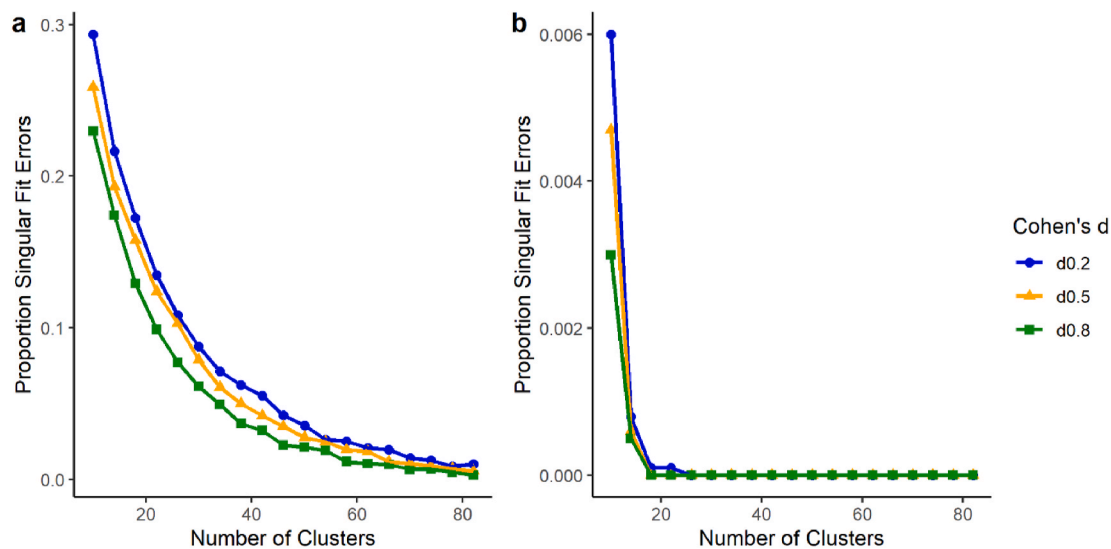 a
0.3
0.2
0.1
0.0
Proportion Singular Fit Errors
20 40 60 80
Number of Clusters
b
0.006
0.004
0.002
0.000
Proportion Singular Fit Errors
20 40 60 80
Number of Clusters
Cohen's d
d0.2
d0.5
d0.8